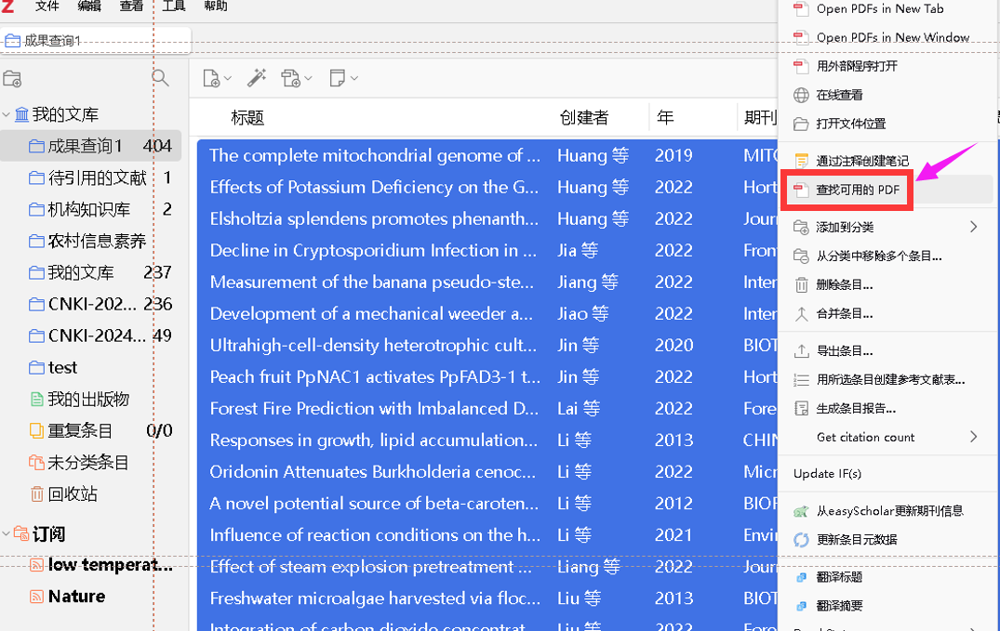 Z 文件 编辑 查看 工具 帮助
成果查询1
我的文库
成果查询1 404
待引用的文献 1
机构知识库 2
农村信息素养
我的文库 237
CNKI-202... 236
CNKI-2024... 49
test
我的出版物
重复条目 0/0
未分类条目
回收站
订阅
low temperat...
Nature
标题 创建者 年 期刊
The complete mitochondrial genome of ... Huang 等 2019 MITO
Effects of Potassium Deficiency on the G... Huang 等 2022 Hort
Elsholtzia splendens promotes phenanth... Huang 等 2022 Jour
Decline in Cryptosporidium Infection in ... Jia 等 2022 Fron
Measurement of the banana pseudo-ste... Jiang 等 2022 Inter
Development of a mechanical weeder a... Jiao 等 2022 Inter
Ultrahigh-cell-density heterotrophic cult... Jin 等 2020 BIOT
Peach fruit PpNAC1 activates PpFAD3-1 t... Jin 等 2022 Hort
Forest Fire Prediction with Imbalanced D... Lai 等 2022 Fore
Responses in growth, lipid accumulation... Li 等 2013 CHIN
Oridonin Attenuates Burkholderia cenoc... Li 等 2022 Micr
A novel potential source of beta-caroten... Li 等 2012 BIOR
Influence of reaction conditions on the h... Li 等 2021 Envi
Effect of steam explosion pretreatment ... Liang 等 2022 Jour
Freshwater microalgae harvested via floc... Liu 等 2013 BIOT
Integration of carbon dioxide concentrat... Liu 等 2022 Fore
Open PDFs in New Tab
Open PDFs in New Window
用外部程序打开
在线查看
打开文件位置
通过注释创建笔记
查找可用的 PDF
添加到分类
从分类中移除多个条目...
删除条目...
合并条目...
导出条目...
用所选条目创建参考文献表...
生成条目报告...
Get citation count
Update IF(s)
从easyScholar更新期刊信息
更新条目元数据
翻译标题
翻译摘要